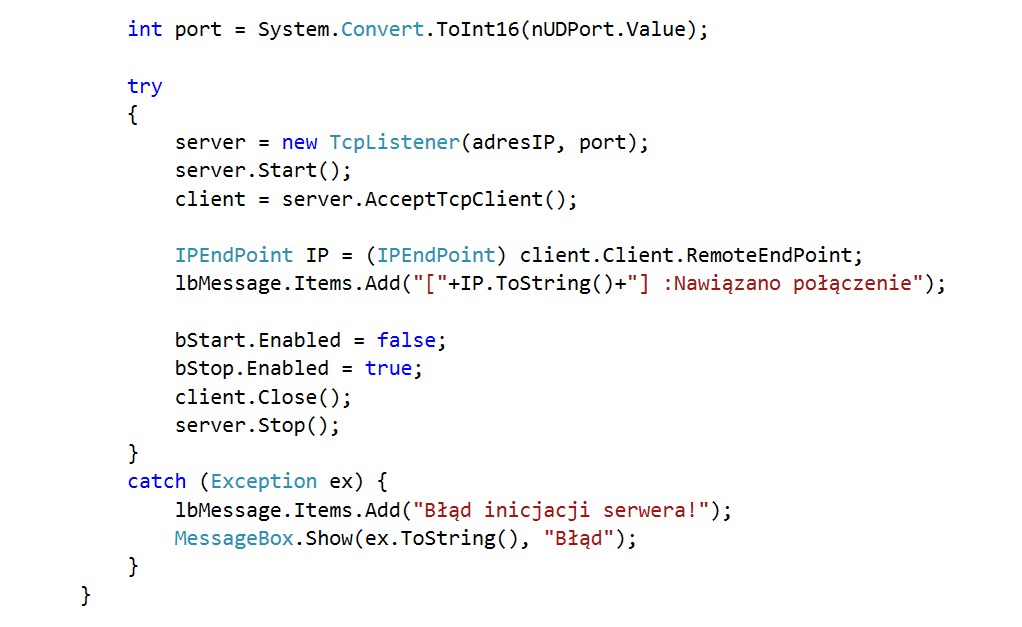 int port = System.Convert.ToInt16(nUDPort.Value);
try
{
server = new TcpListener(adresIP, port);
server.Start();
client = server.AcceptTcpClient();
IPEndPoint IP = (IPEndPoint) client.Client.RemoteEndPoint;
lbMessage.Items.Add("["+IP.ToString()+"] :Nawiązano połączenie");
bStart.Enabled = false;
bStop.Enabled = true;
client.Close();
server.Stop();
}
catch (Exception ex) {
lbMessage.Items.Add("Błąd inicjacji serwera!");
MessageBox.Show(ex.ToString(), "Błąd");
}
}